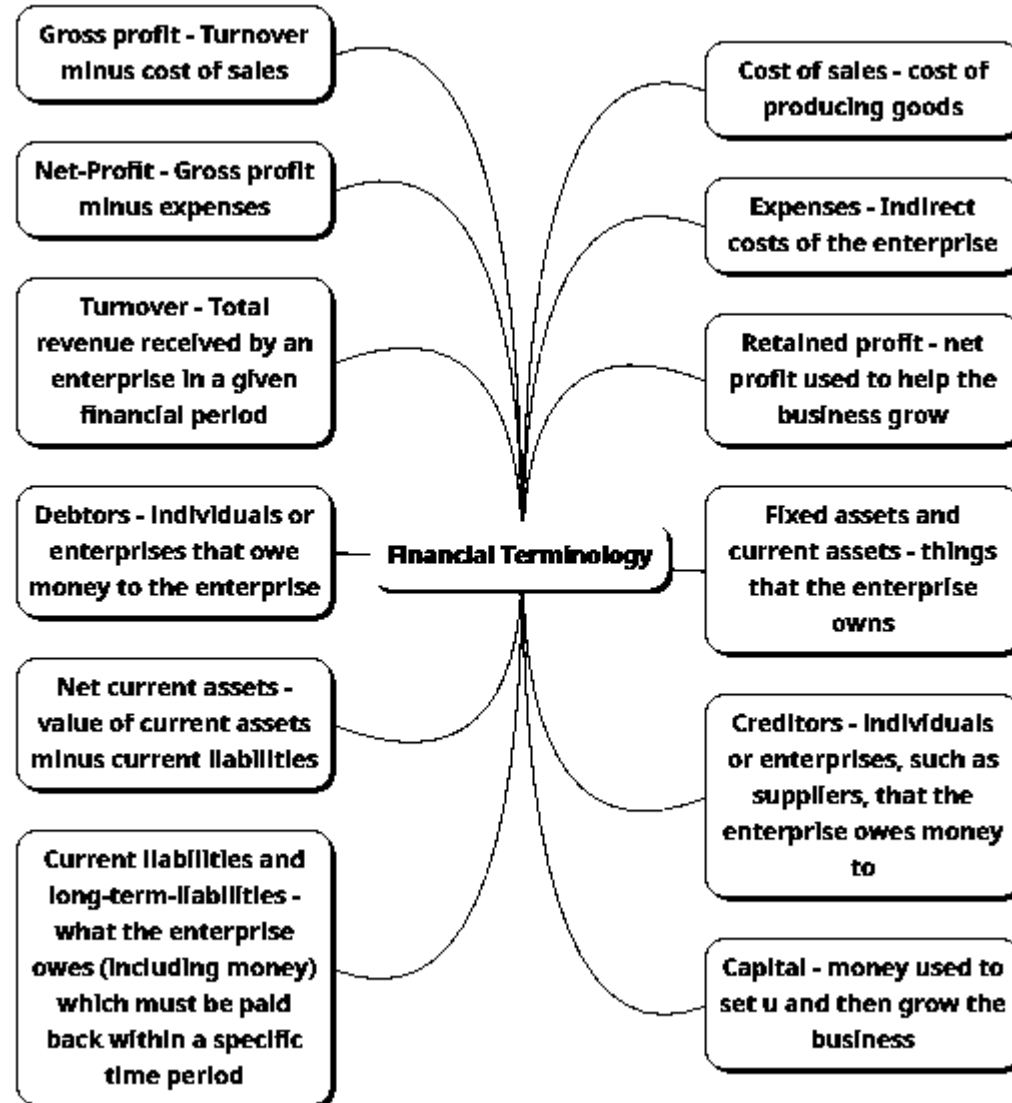 Gross profit - Turnover
minus cost of sales
Net-Profit - Gross profit
minus expenses
Turnover - Total
revenue received by an
enterprise in a given
financial period
Debtors - individuals or
enterprises that owe
money to the enterprise
Net current assets -
value of current assets
minus current liabilities
Current liabilities and
long-term-liabilities -
what the enterprise
owes (including money)
which must be paid
back within a specific
time period
Financial Terminology
Cost of sales - cost of
producing goods
Expenses - Indirect
costs of the enterprise
Retained profit - net
profit used to help the
business grow
Fixed assets and
current assets - things
that the enterprise
owns
Creditors - individuals
or enterprises, such as
suppliers, that the
enterprise owes money
to
Capital - money used to
set u and then grow the
business